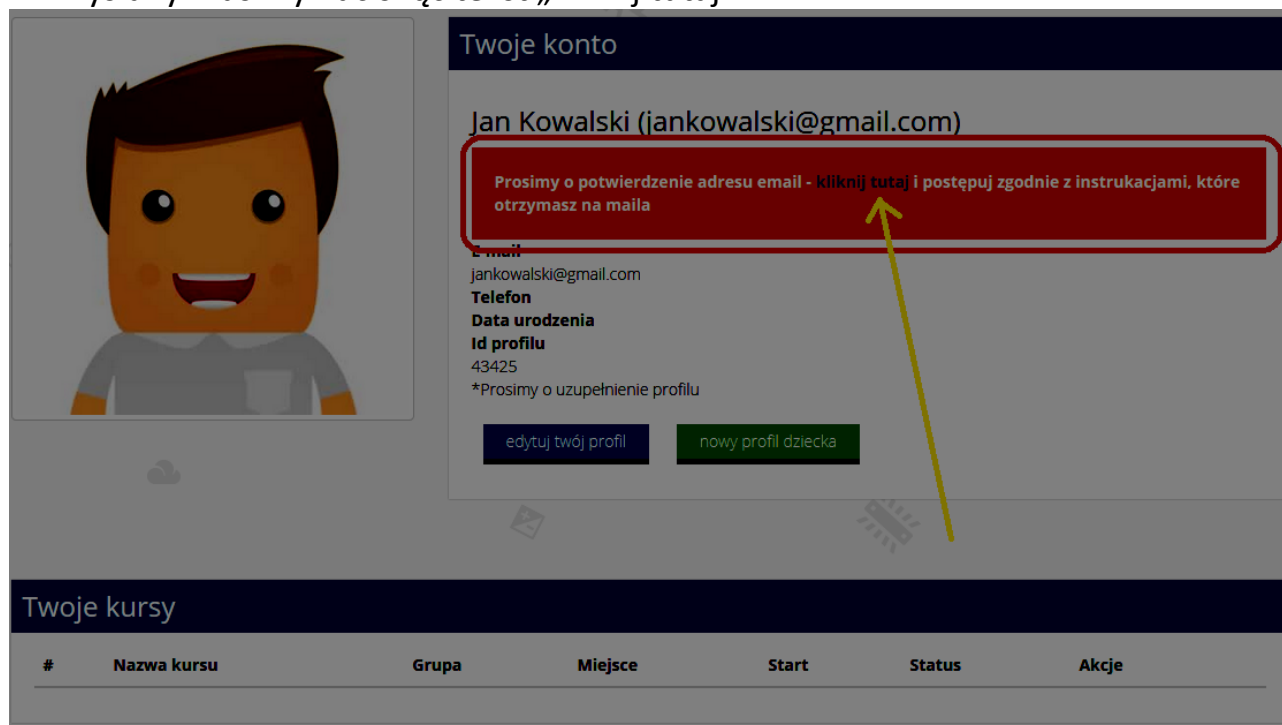 Twoje konto
Jan Kowalski (jankowalski@gmail.com)
Prosimy o potwierdzenie adresu email - kliknij tutaj i postępuj zgodnie z instrukacjami, które
otrzymasz na maila
E-mail
jankowalski@gmail.com
Telefon
Data urodzenia
Id profilu
43425
*Prosimy o uzupełnienie profilu
edytuj twój profil nowy profil dziecka
Twoje kursy
# Nazwa kursu Grupa Miejsce Start Status Akcje